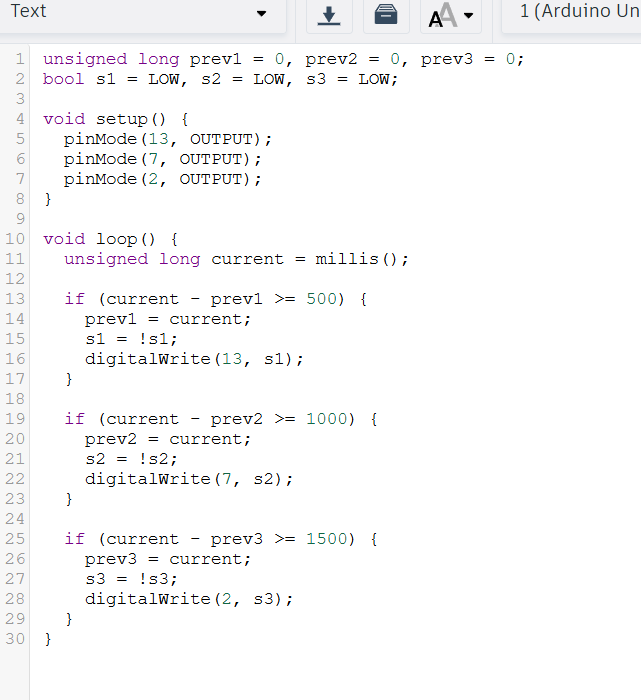 Text
1 (Arduino Un
1 unsigned long prev1 = 0, prev2 = 0, prev3 = 0;
2 bool s1 = LOW, s2 = LOW, s3 = LOW;
3
4 void setup() {
5   pinMode(13, OUTPUT);
6   pinMode(7, OUTPUT);
7   pinMode(2, OUTPUT);
8 }
9
10 void loop() {
11   unsigned long current = millis();
12
13   if (current - prev1 >= 500) {
14     prev1 = current;
15     s1 = !s1;
16     digitalWrite(13, s1);
17   }
18
19   if (current - prev2 >= 1000) {
20     prev2 = current;
21     s2 = !s2;
22     digitalWrite(7, s2);
23   }
24
25   if (current - prev3 >= 1500) {
26     prev3 = current;
27     s3 = !s3;
28     digitalWrite(2, s3);
29   }
30 }